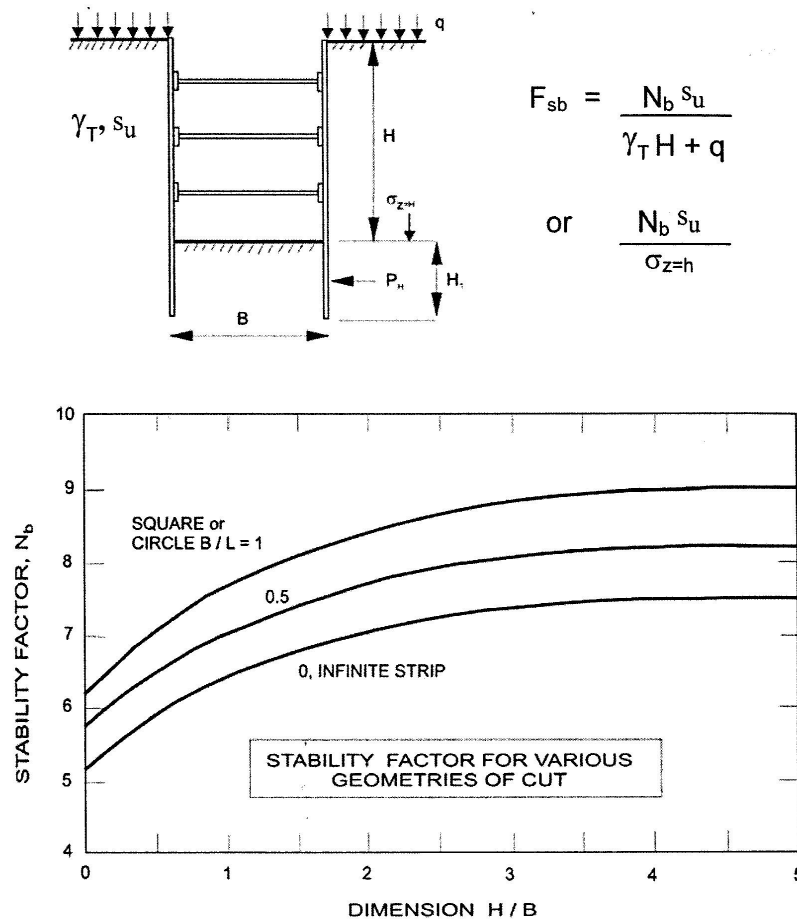 q
γT, su
H
σz=H
PH
H1
B
Fsb = Nb su
γT H + q
or Nb su
σz=h
10
9
8
7
6
5
4
SQUARE or
CIRCLE B / L = 1
0.5
0, INFINITE STRIP
STABILITY FACTOR FOR VARIOUS
GEOMETRIES OF CUT
STABILITY FACTOR, Nb
0 1 2 3 4 5
DIMENSION H / B